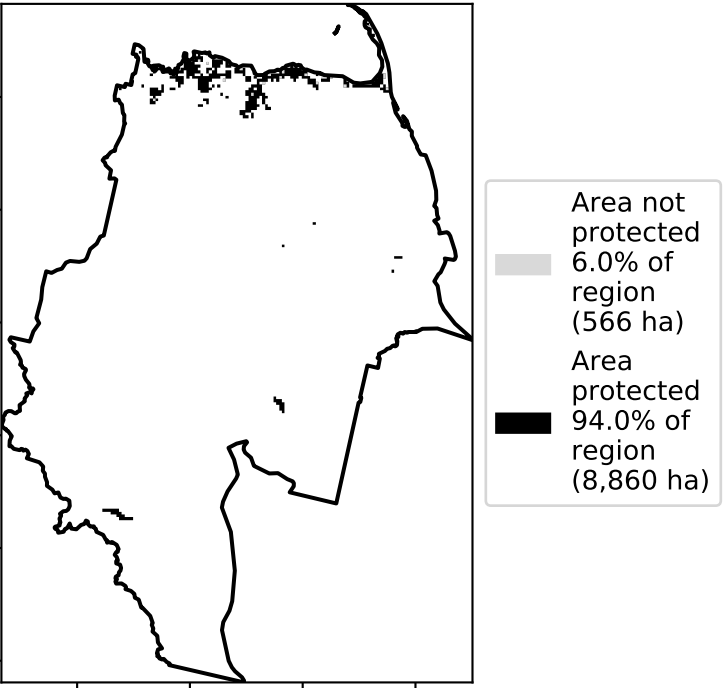 Area not
protected
6.0% of
region
(566 ha)
Area
protected
94.0% of
region
(8,860 ha)